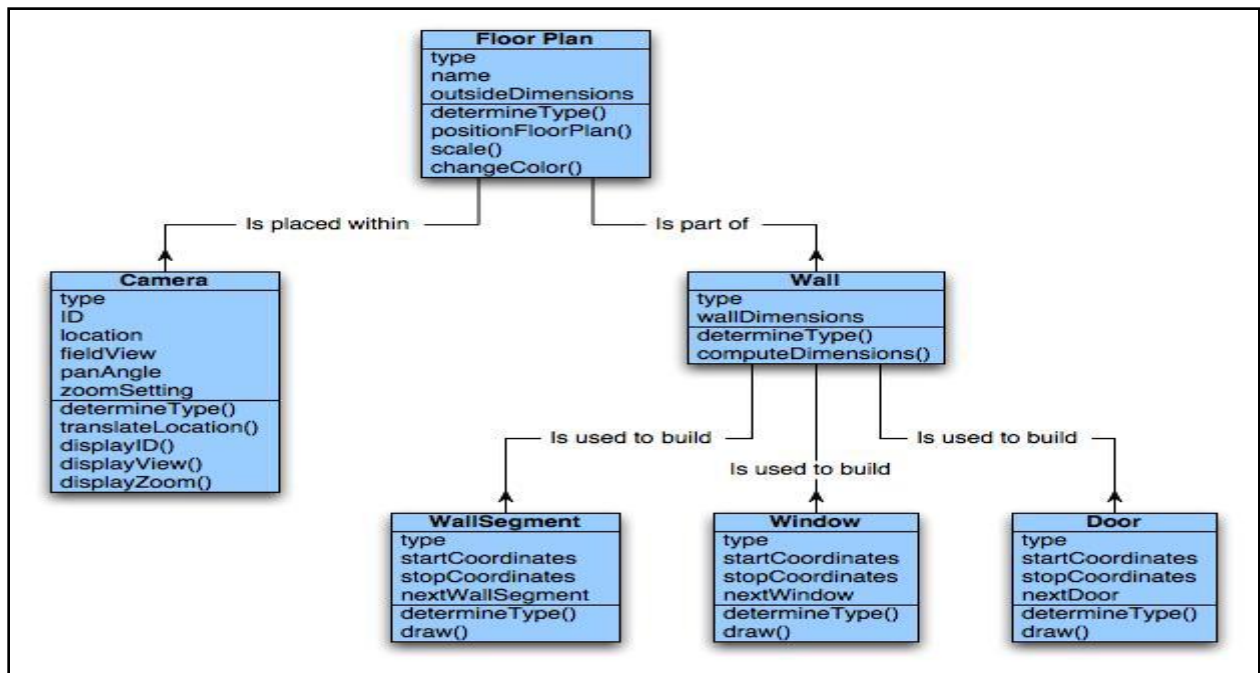 Floor Plan
type
name
outsideDimensions
determineType()
positionFloorPlan()
scale()
changeColor()
Is placed within
Is part of
Camera
type
ID
location
fieldView
panAngle
zoomSetting
determineType()
translateLocation()
displayID()
displayView()
displayZoom()
Wall
type
wallDimensions
determineType()
computeDimensions()
Is used to build
Is used to build
Is used to build
WallSegment
type
startCoordinates
stopCoordinates
nextWallSegment
determineType()
draw()
Window
type
startCoordinates
stopCoordinates
nextWindow
determineType()
draw()
Door
type
startCoordinates
stopCoordinates
nextDoor
determineType()
draw()